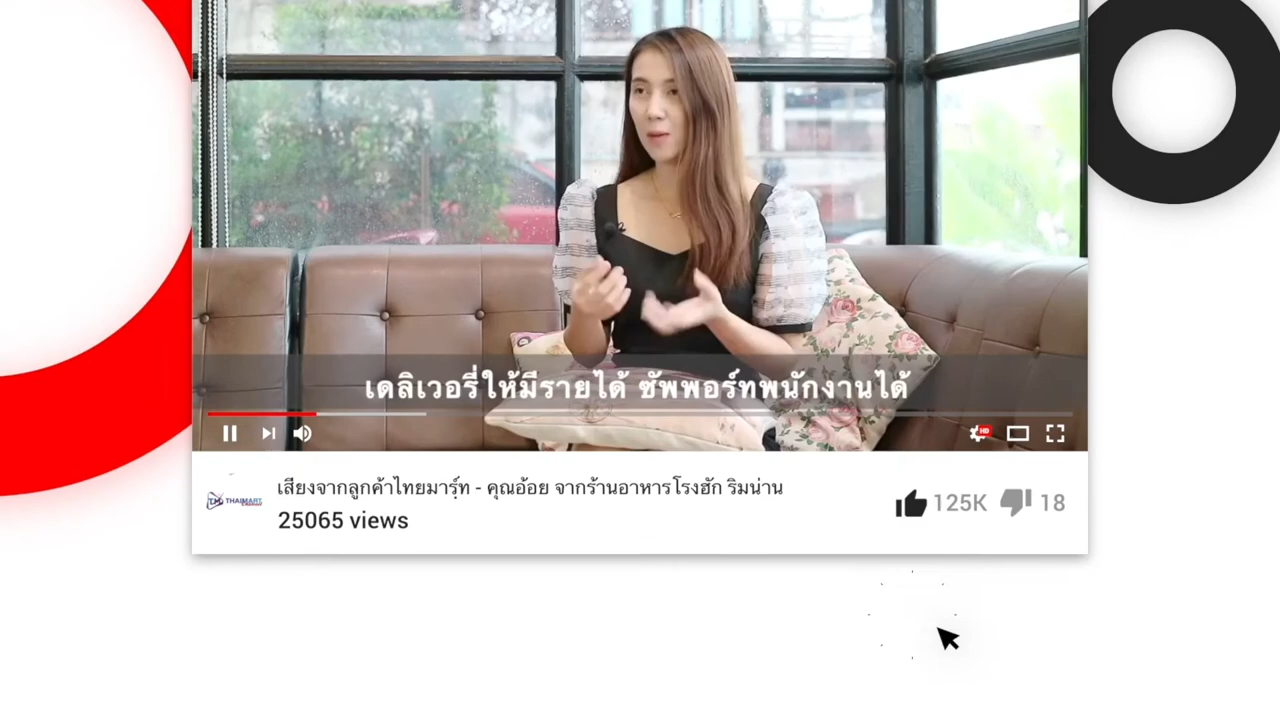 เดลิเวอรี่ให้มีรายได้ ซัพพอร์ทพนักงานได้
HD
THAIMART
เสียงจากลูกค้าไทยมาร์ท - คุณอ้อย จากร้านอาหารโรงฮัก ริมน่าน
25065 views
125K
18